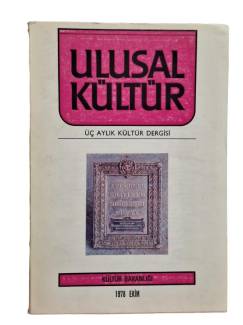 ULUSAL
KÜLTÜR
ÜÇ AYLIK KÜLTÜR DERGİSİ
KÜLTÜR BAKANLIĞI
1978 EKİM